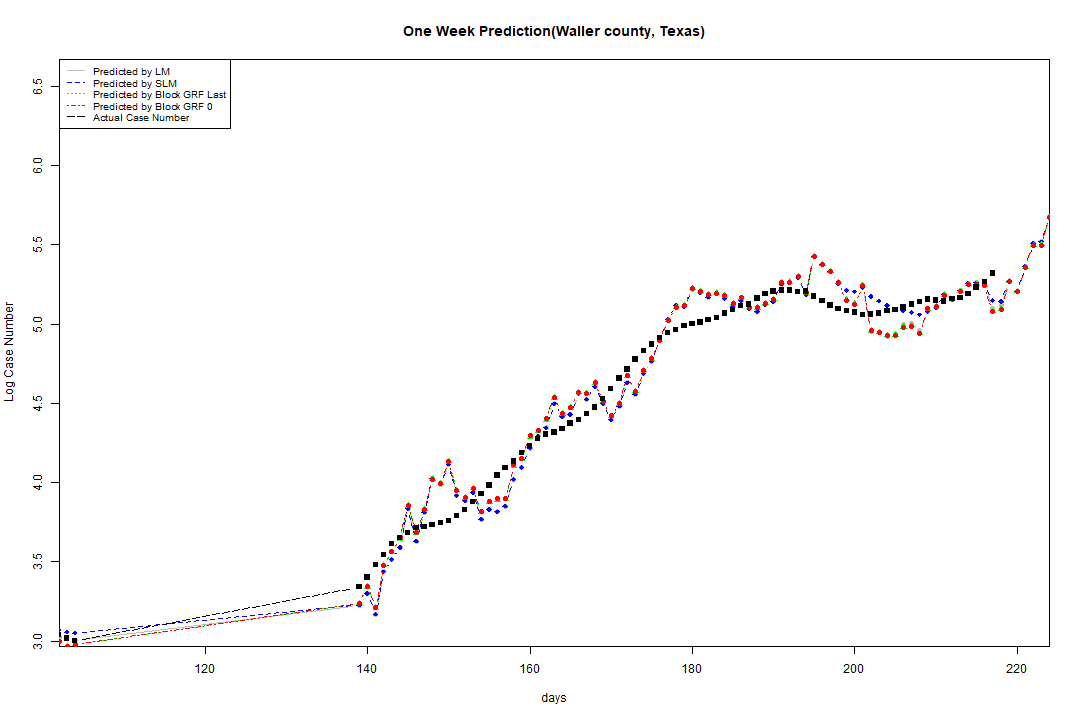 One Week Prediction(Waller county, Texas)
Predicted by LM
Predicted by SLM
Predicted by Block GRF Last
Predicted by Block GRF 0
Actual Case Number
6.5
6.0
5.5
5.0
4.5
4.0
3.5
3.0
Log Case Number
120 140 160 180 200 220
days